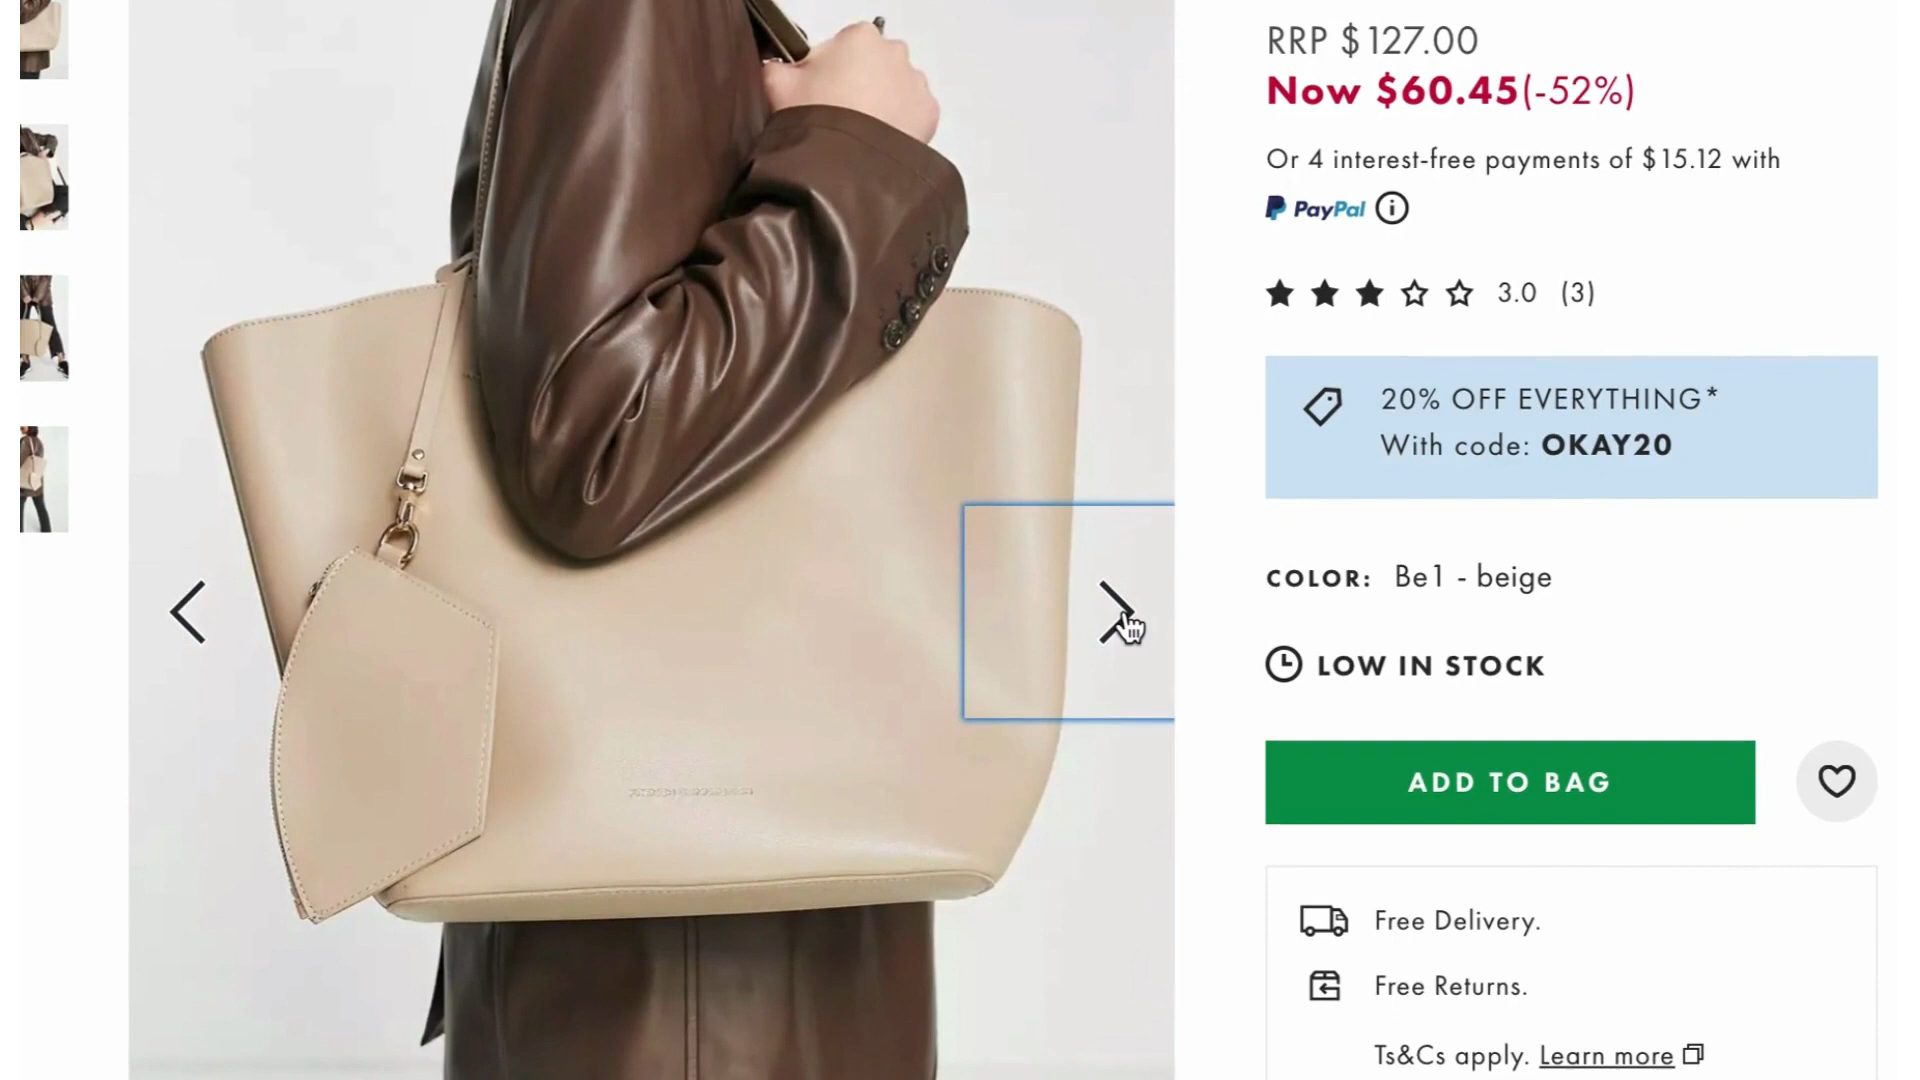 RRP $127.00
Now $60.45(-52%)
Or 4 interest-free payments of $15.12 with
PayPal
3.0 (3)
20% OFF EVERYTHING*
With code: OKAY20
COLOR: Be1 - beige
LOW IN STOCK
ADD TO BAG
Free Delivery.
Free Returns.
Ts&Cs apply. Learn more